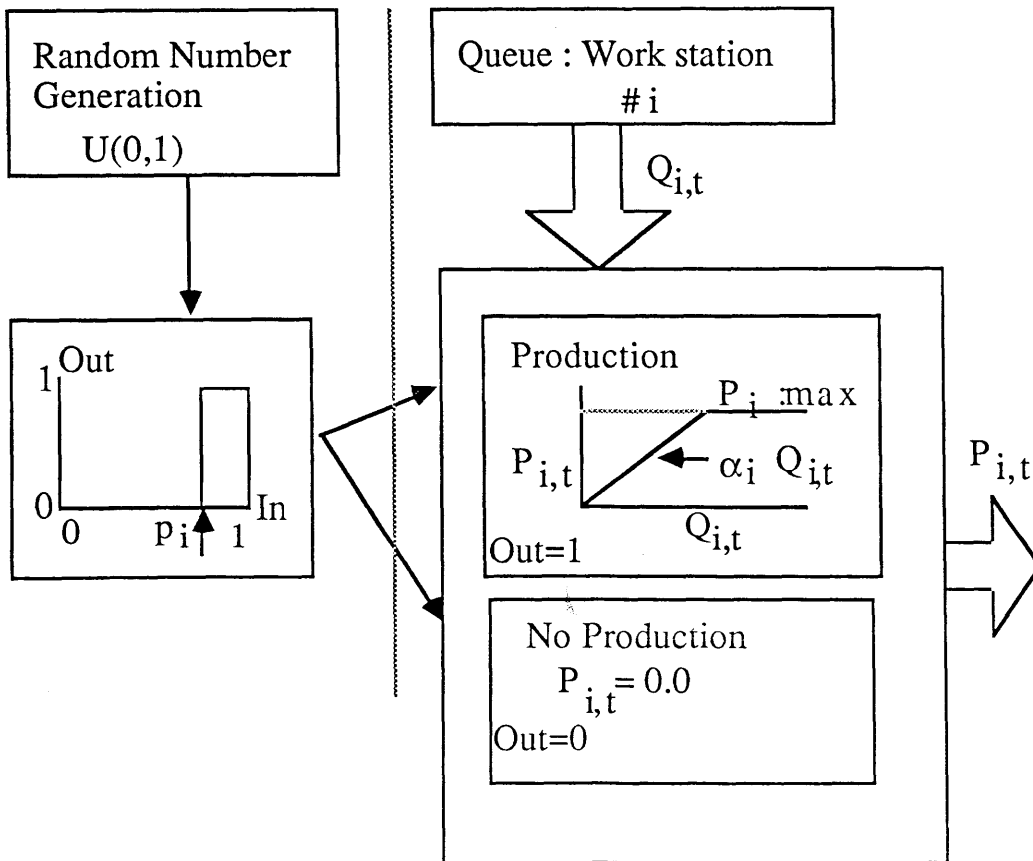 Random Number
Generation
U(0,1)
Queue : Work station
# i
Q i,t
1 Out
0
0 p i 1 In
Production
P i :max
P i,t
α i Q i,t
Q i,t
Out=1
No Production
P i,t = 0.0
Out=0
P i,t